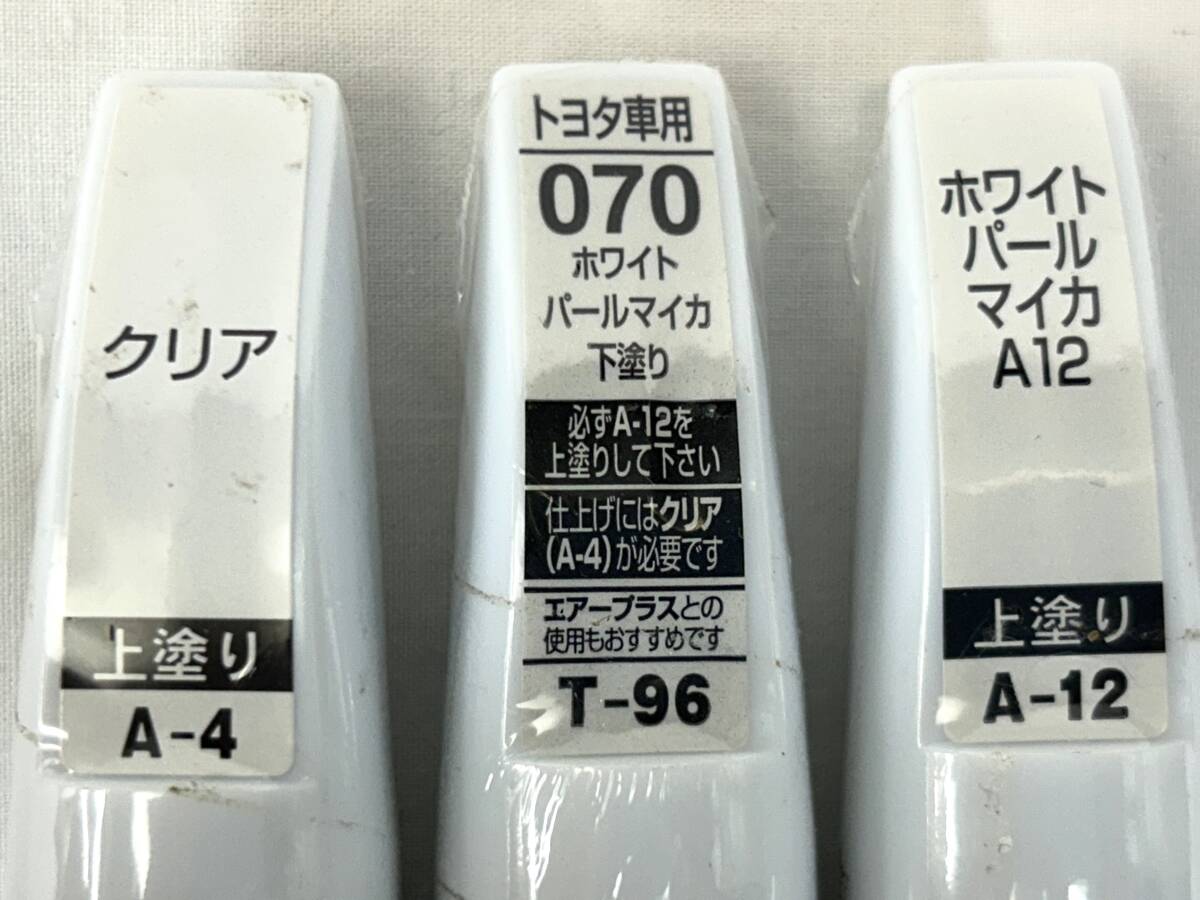 クリア
上塗り
A-4
トヨタ車用
070
ホワイト
パールマイカ
下塗り
必ずA-12を
上塗りして下さい
仕上げにはクリア
(A-4)が必要です
エアープラスとの
使用もおすすめです
T-96
ホワイト
パール
マイカ
A12
上塗り
A-12